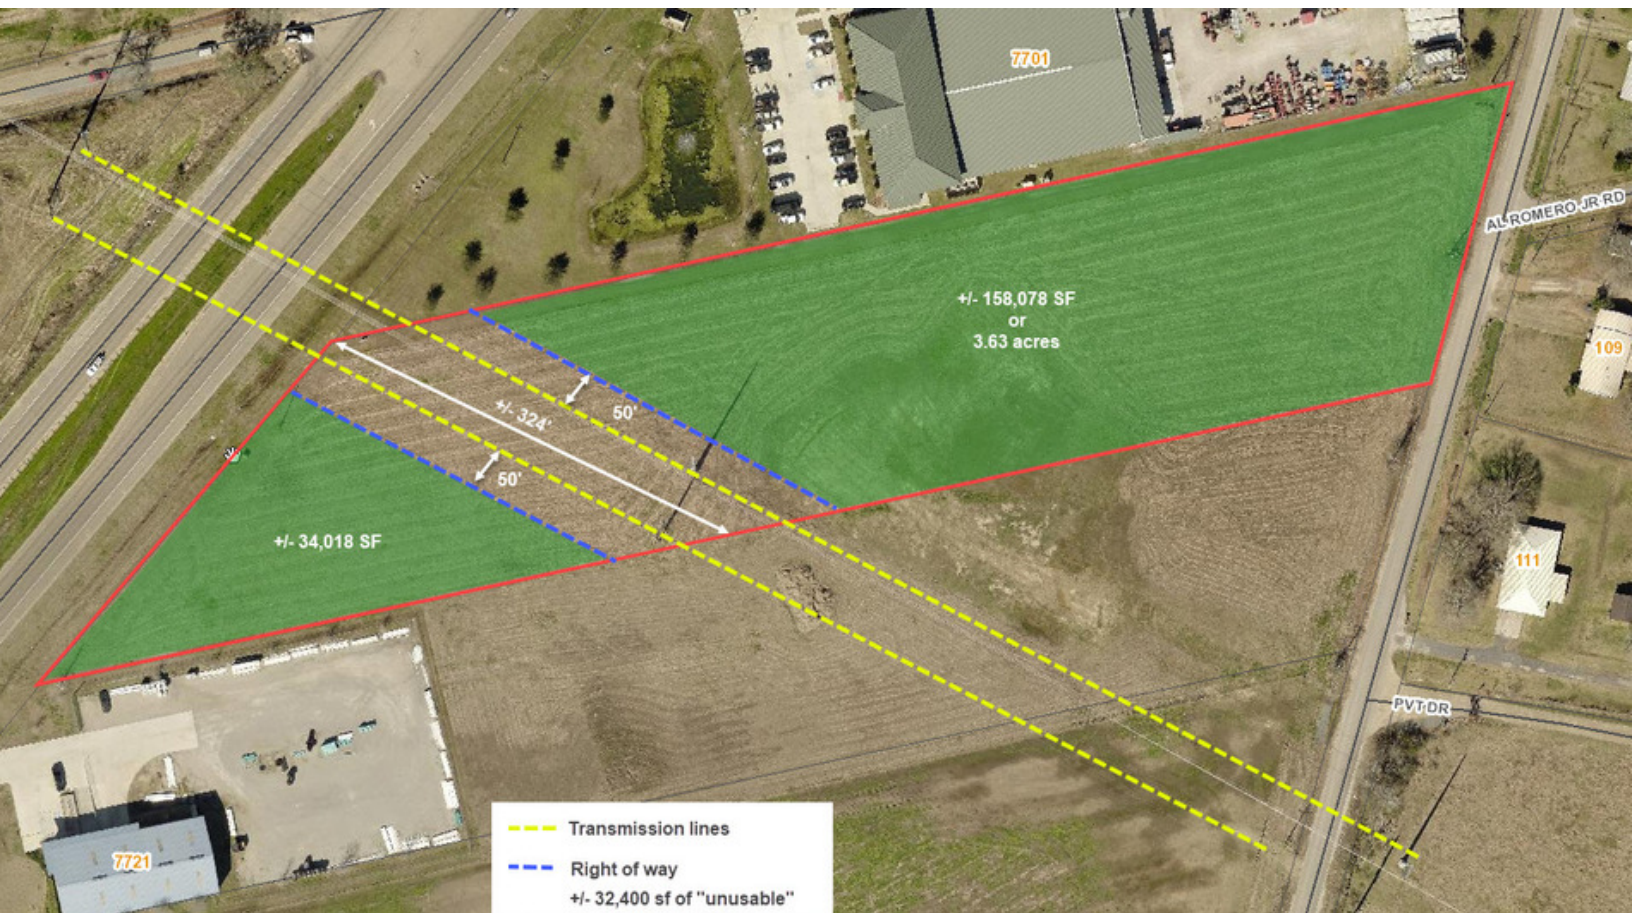 7701
AL ROMERO JR RD
+/- 158,078 SF
or
3.63 acres
109
+/- 324'
50'
50'
+/- 34,018 SF
111
PVT DR
7721
Transmission lines
Right of way
+/- 32,400 sf of "unusable"